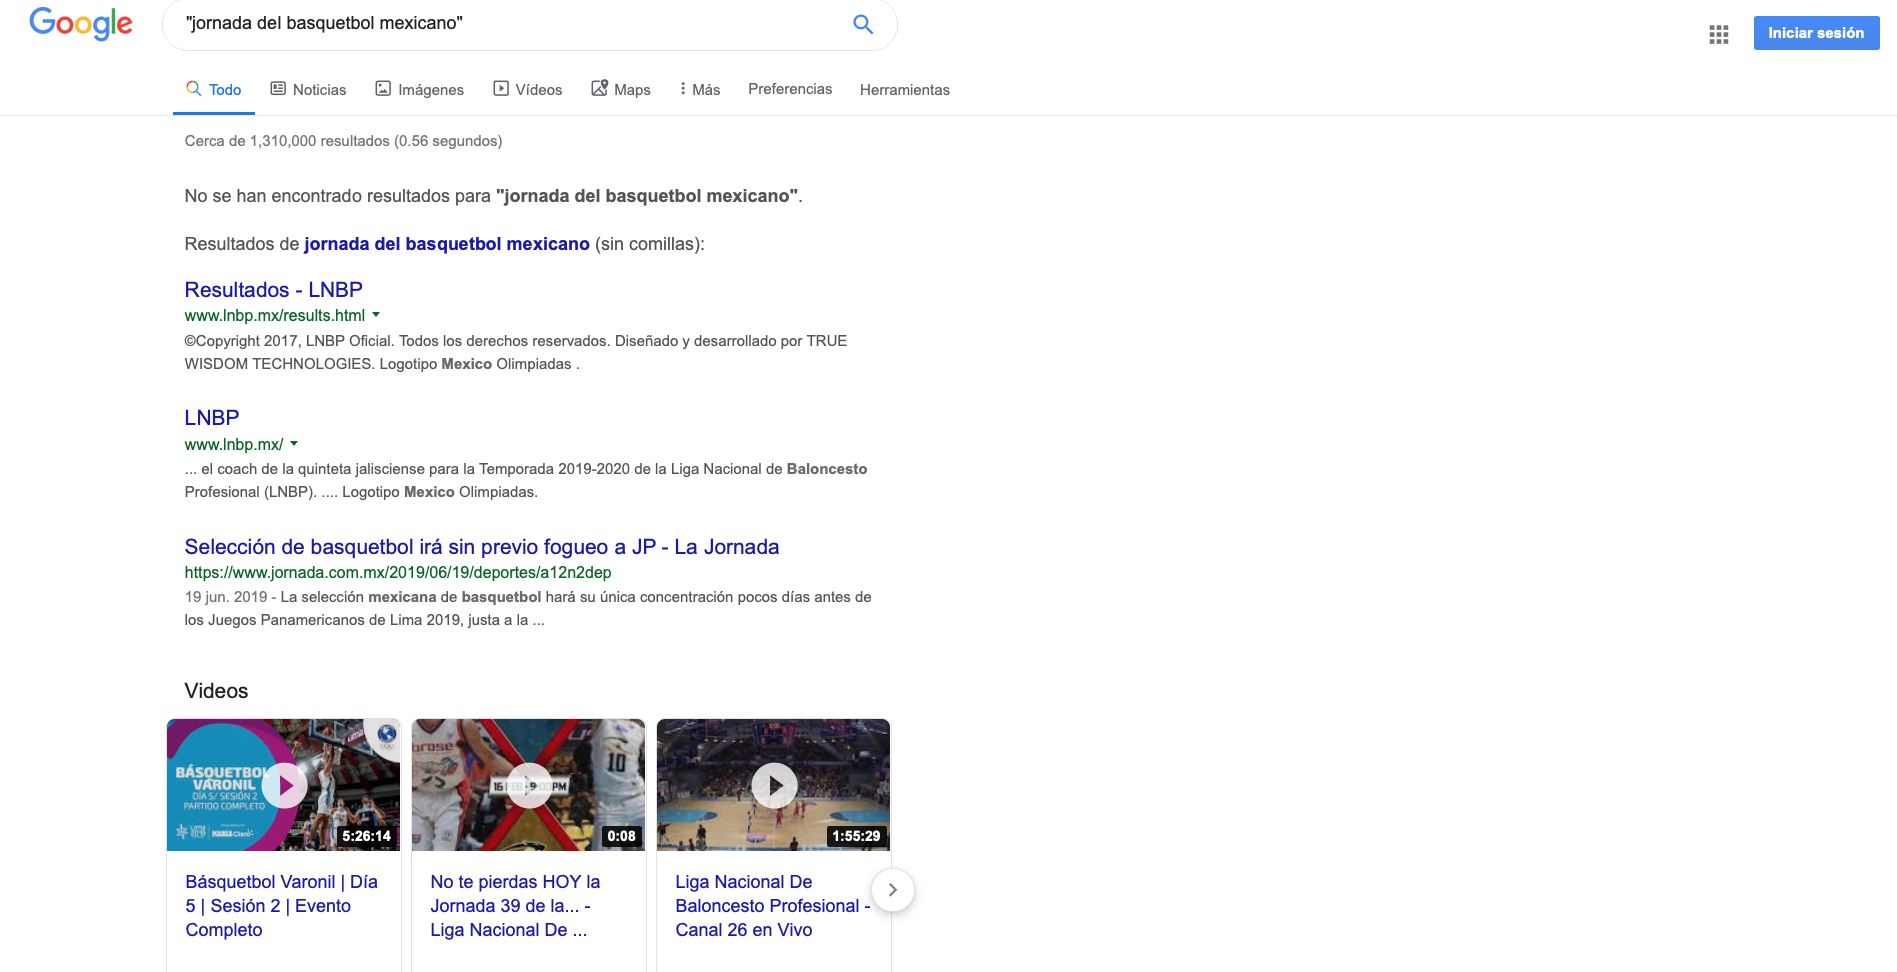 Google
"jornada del basquetbol mexicano"
Iniciar sesión
Todo Noticias Imágenes Vídeos Maps Más Preferencias Herramientas
Cerca de 1,310,000 resultados (0.56 segundos)
No se han encontrado resultados para "jornada del basquetbol mexicano".
Resultados de jornada del basquetbol mexicano (sin comillas):
Resultados - LNBP
www.lnbp.mx/results.html
©Copyright 2017, LNBP Oficial. Todos los derechos reservados. Diseñado y desarrollado por TRUE
WISDOM TECHNOLOGIES. Logotipo Mexico Olimpiadas .
LNBP
www.lnbp.mx/
... el coach de la quinteta jalisciense para la Temporada 2019-2020 de la Liga Nacional de Baloncesto
Profesional (LNBP). .... Logotipo Mexico Olimpiadas.
Selección de basquetbol irá sin previo fogueo a JP - La Jornada
https://www.jornada.com.mx/2019/06/19/deportes/a12n2dep
19 jun. 2019 - La selección mexicana de basquetbol hará su única concentración pocos días antes de
los Juegos Panamericanos de Lima 2019, justa a la ...
Videos
BÁSQUETBOL
VARONIL
DÍA 5/ SESIÓN 2
PARTIDO COMPLETO
5:26:14
Básquetbol Varonil | Día
5 | Sesión 2 | Evento
Completo
10
16 FEB - 9:00PM
0:08
No te pierdas HOY la
Jornada 39 de la... -
Liga Nacional De ...
1:55:29
Liga Nacional De
Baloncesto Profesional -
Canal 26 en Vivo